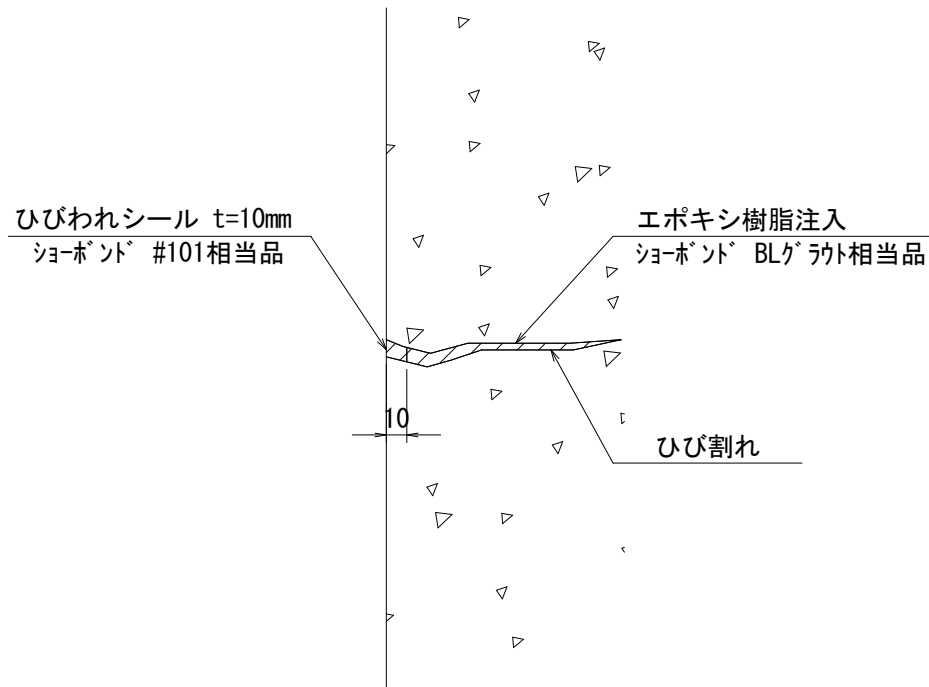 ひびわれシール t=10mm
ｼｮｰﾎﾞﾝﾄﾞ #101相当品
エポキシ樹脂注入
ｼｮｰﾎﾞﾝﾄﾞ BLｸﾞﾗｳﾄ相当品
10
ひび割れ